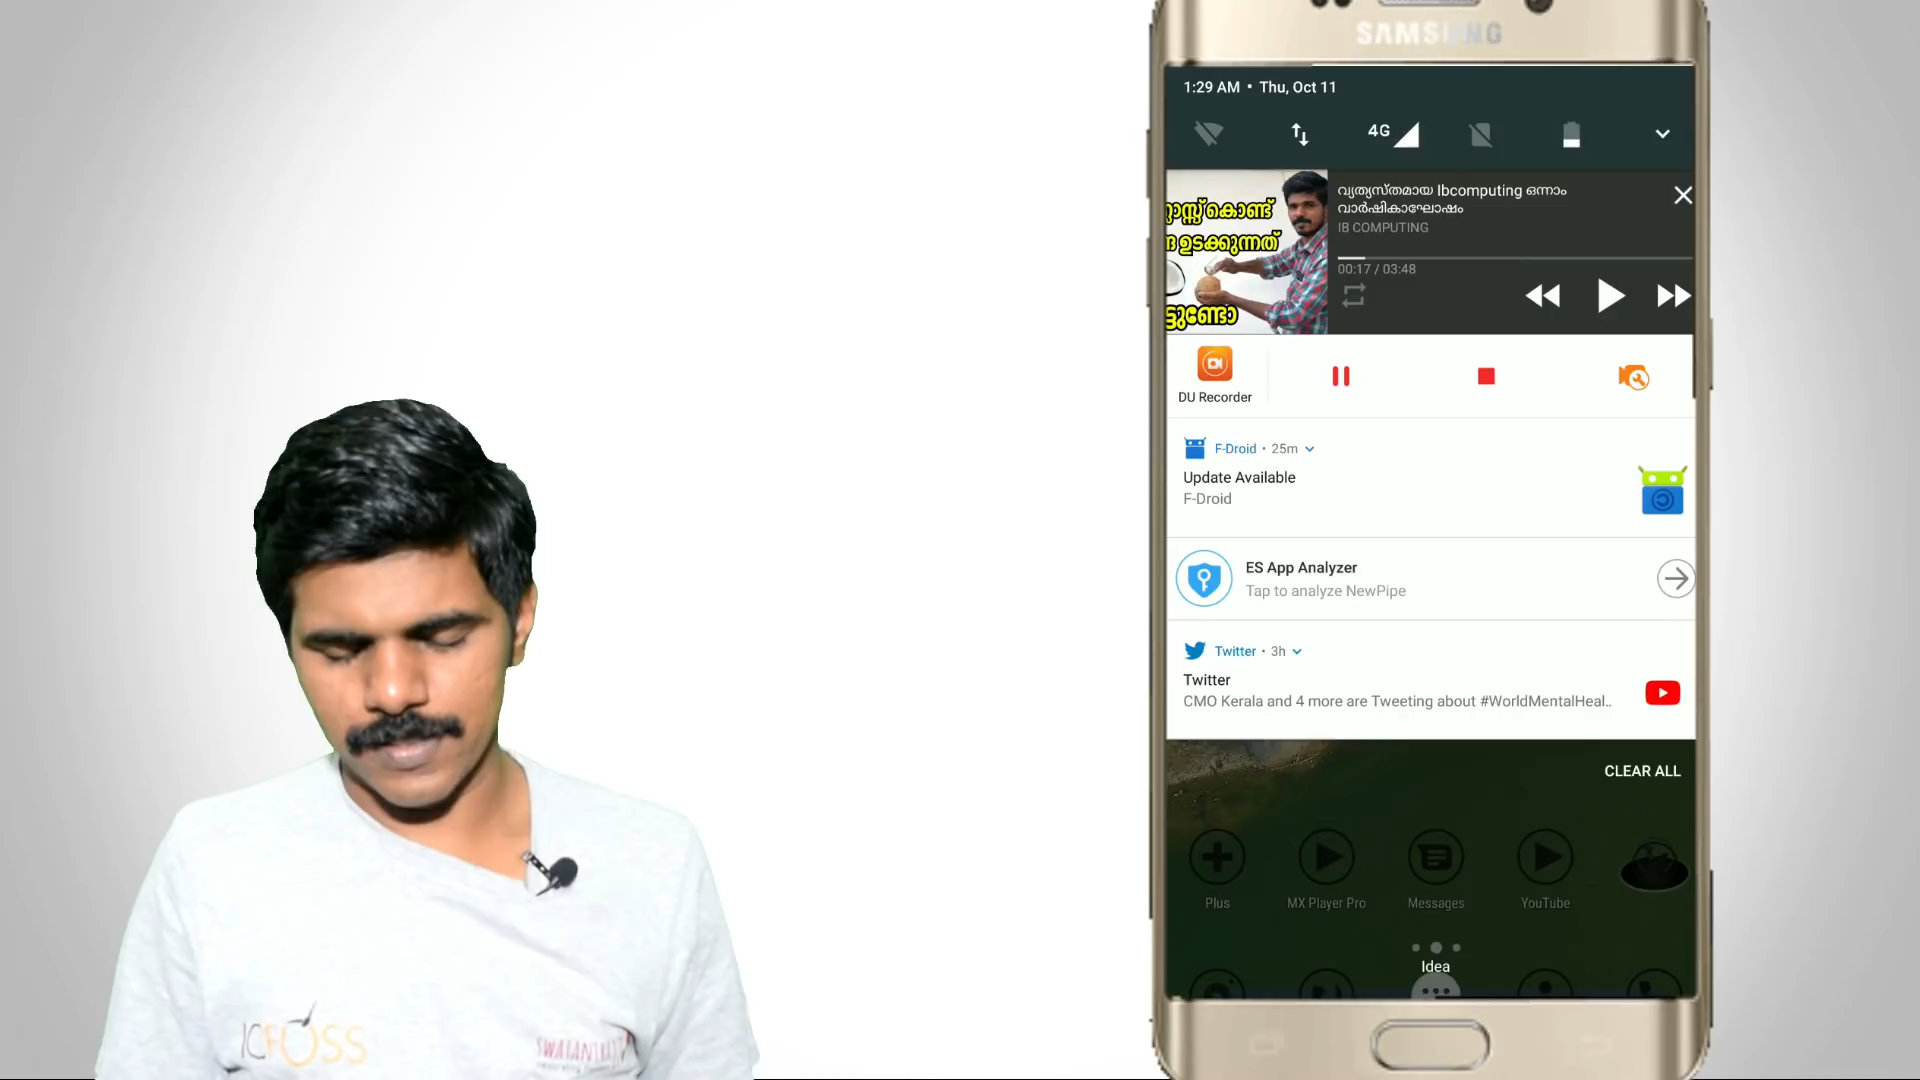 SAMSUNG
1:29 AM • Thu, Oct 11
4G
വ്യത്യസ്തമായ Ibcomputing ഒന്നാം
വാർഷികാഘോഷം
IB COMPUTING
00:17 / 03:48
കൊണ്ട്
ഉടക്കുന്നത്
ട്ടുണ്ടോ
DU Recorder
F-Droid • 25m
Update Available
F-Droid
ES App Analyzer
Tap to analyze NewPipe
Twitter • 3h
Twitter
CMO Kerala and 4 more are Tweeting about #WorldMentalHeal..
CLEAR ALL
Plus
MX Player Pro
Messages
YouTube
Idea
ICFOSS